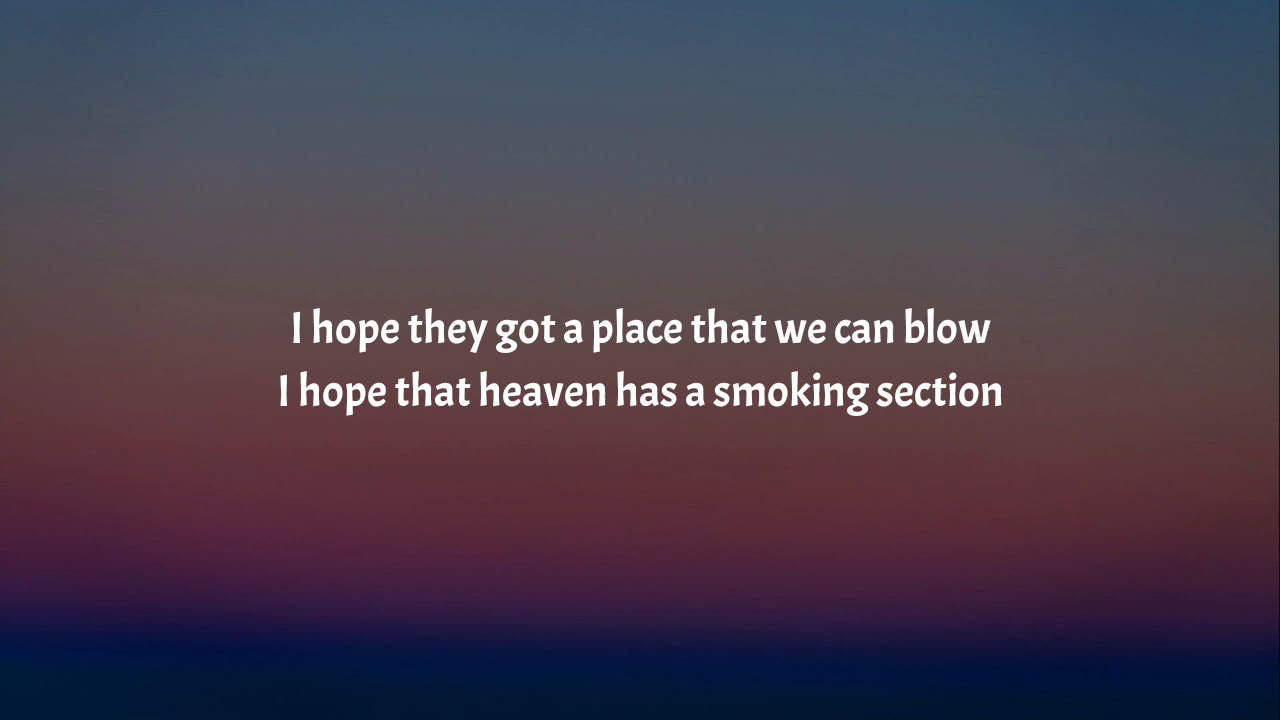 I hope they got a place that we can blow
I hope that heaven has a smoking section